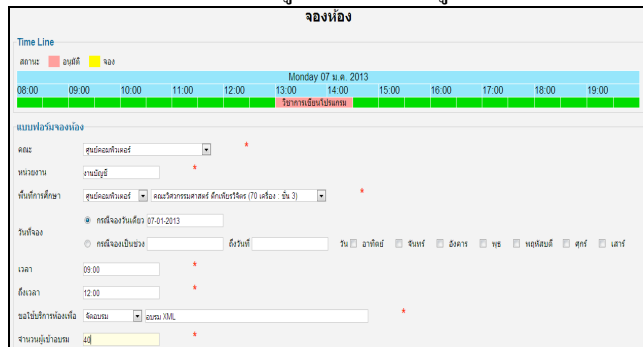 จองห้อง
Time Line
สถานะ อนุมัติ จอง
Monday 07 ม.ค. 2013
08:00 09:00 10:00 11:00 12:00 13:00 14:00 15:00 16:00 17:00 18:00 19:00
วิชาการเขียนโปรแกรม
แบบฟอร์มจองห้อง
คณะ ศูนย์คอมพิวเตอร์ *
หน่วยงาน งานบัญชี *
พื้นที่การศึกษา ศูนย์คอมพิวเตอร์ คณะวิศวกรรมศาสตร์ ตึกเพียรวิจิตร (70 เครื่อง : ชั้น 3) *
วันที่จอง
กรณีจองวันเดียว 07-01-2013
กรณีจองเป็นช่วง ถึงวันที่ วัน อาทิตย์ จันทร์ อังคาร พุธ พฤหัสบดี ศุกร์ เสาร์
เวลา 09:00 *
ถึงเวลา 12:00 *
ขอใช้บริการห้องเพื่อ จัดอบรม อบรม XML *
จำนวนผู้เข้าอบรม 40 *